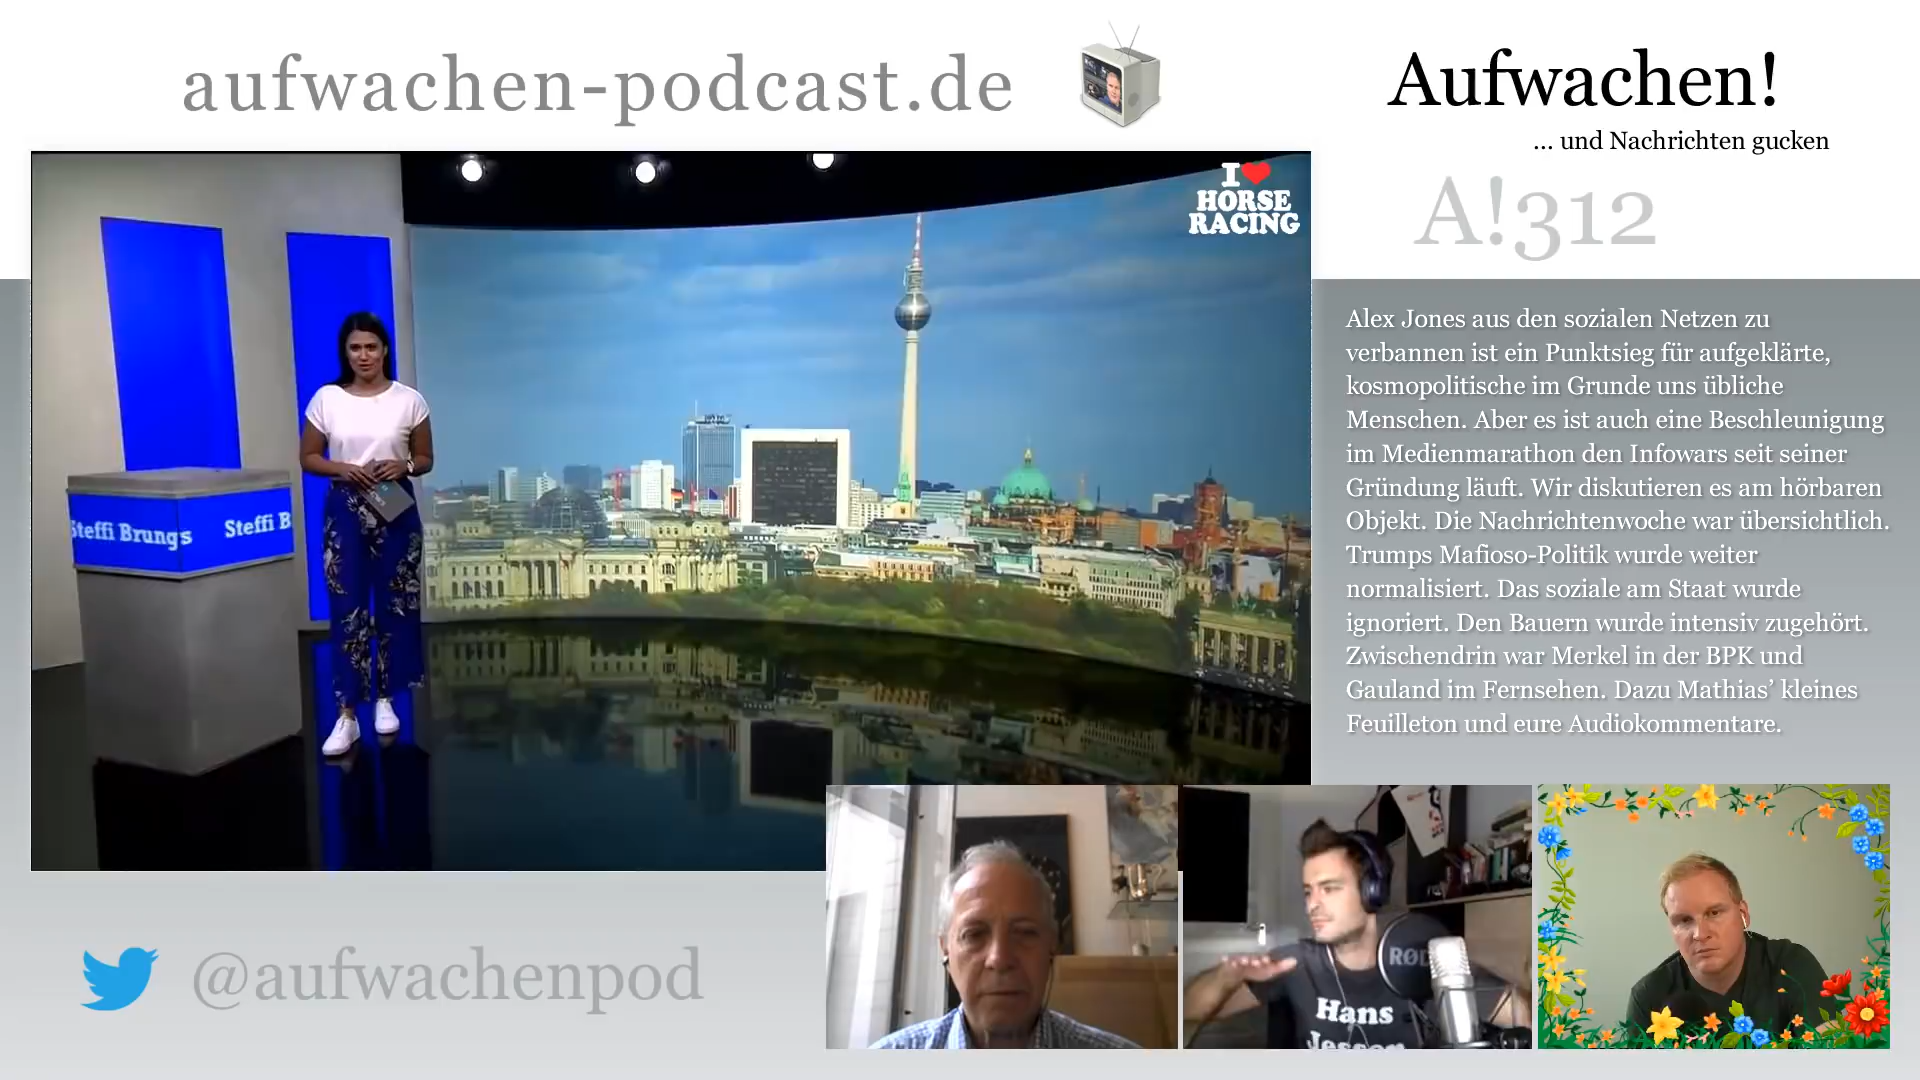 aufwachen-podcast.de
Aufwachen!
... und Nachrichten gucken
A!312
I
HORSE
RACING
Steffi Brungs
Steffi B
Alex Jones aus den sozialen Netzen zu
verbannen ist ein Punktsieg für aufgeklärte,
kosmopolitische im Grunde uns übliche
Menschen. Aber es ist auch eine Beschleunigung
im Medienmarathon den Infowars seit seiner
Gründung läuft. Wir diskutieren es am hörbaren
Objekt. Die Nachrichtenwoche war übersichtlich.
Trumps Mafioso-Politik wurde weiter
normalisiert. Das soziale am Staat wurde
ignoriert. Den Bauern wurde intensiv zugehört.
Zwischendrin war Merkel in der BPK und
Gauland im Fernsehen. Dazu Mathias’ kleines
Feuilleton und eure Audiokommentare.
@aufwachenpod
RØD
Hans
Jessen